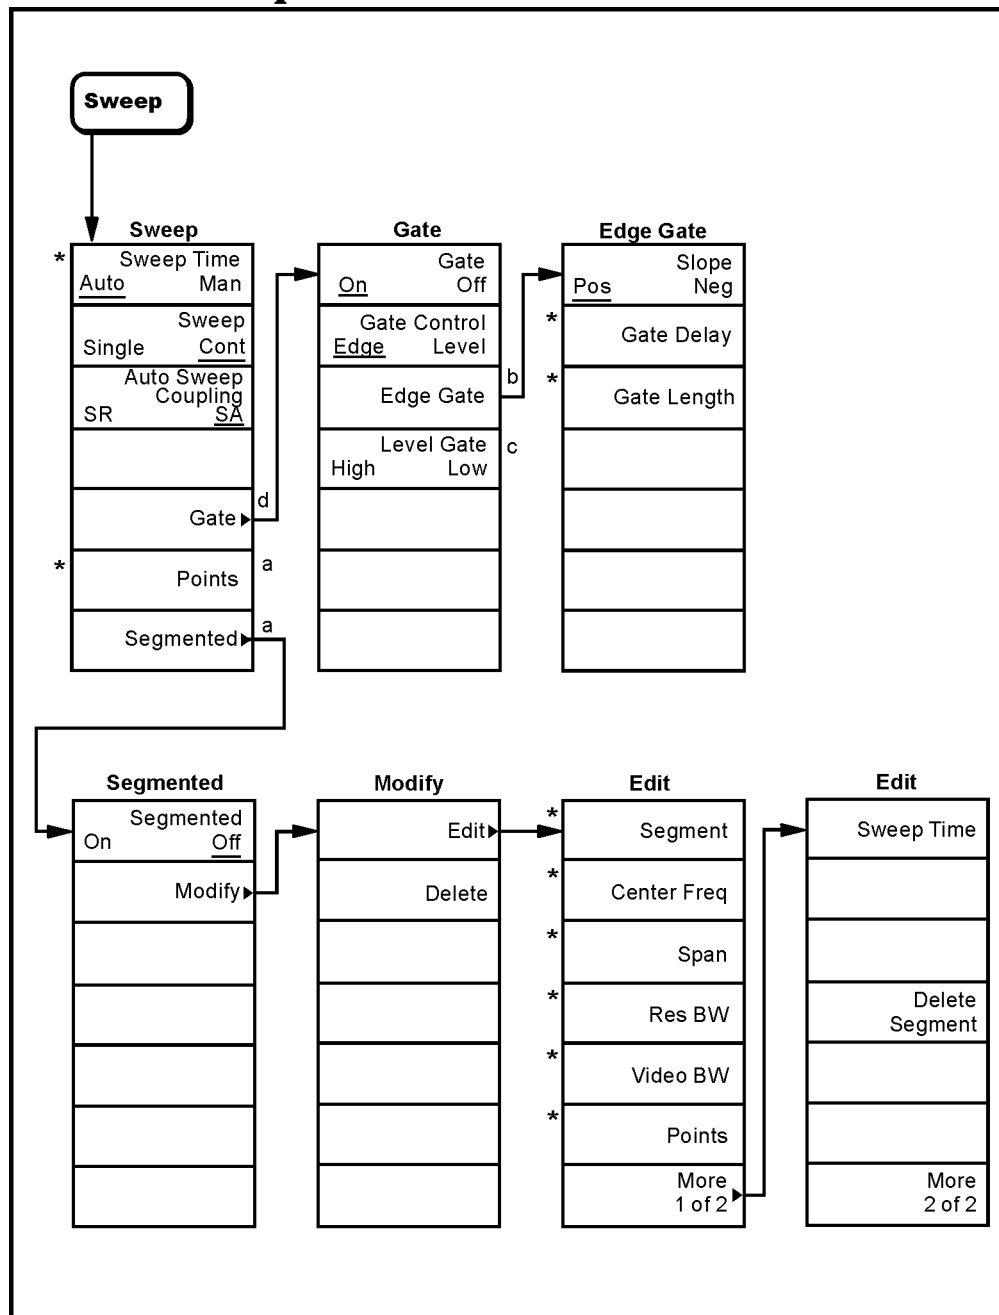 Sweep
Sweep
* Sweep Time
Auto Man
Sweep
Single Cont
Auto Sweep
Coupling
SR SA
d
Gate
* Points a
Segmented a
Gate
Gate
On Off
Gate Control
Edge Level
b
Edge Gate
Level Gate c
High Low
Edge Gate
Slope
Pos Neg
* Gate Delay
* Gate Length
Segmented
Segmented
On Off
Modify
Modify
Edit
Delete
Edit
* Segment
* Center Freq
* Span
* Res BW
* Video BW
* Points
More
1 of 2
Edit
Sweep Time
Delete
Segment
More
2 of 2